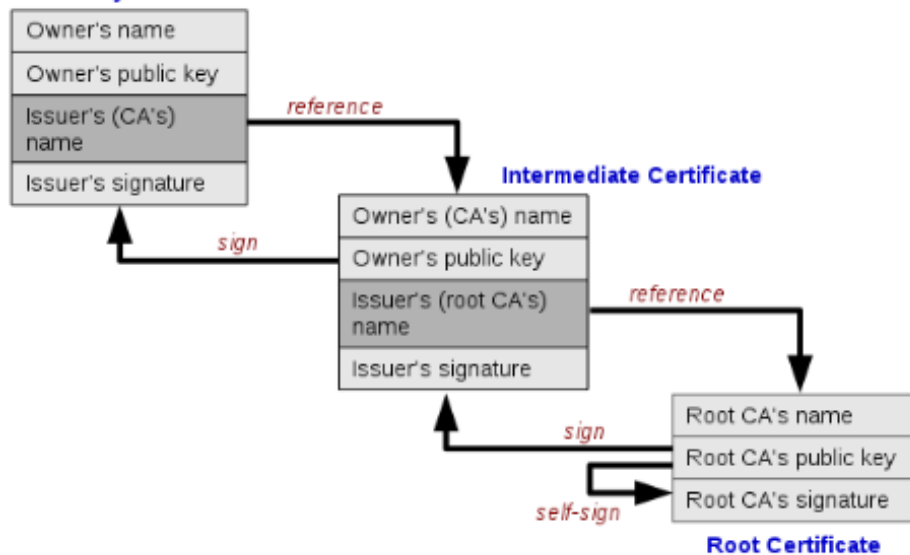 Owner's name
Owner's public key
Issuer's (CA's)
name
reference
Issuer's signature
Intermediate Certificate
Owner's (CA's) name
sign
Owner's public key
Issuer's (root CA's)
name
reference
Issuer's signature
Root CA's name
sign
Root CA's public key
self-sign
Root CA's signature
Root Certificate